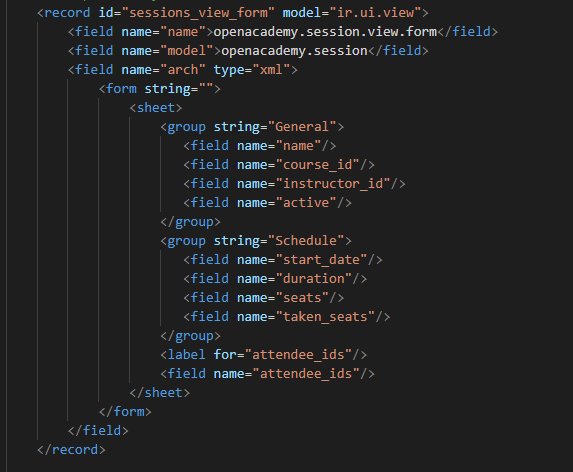 <record id="sessions_view_form" model="ir.ui.view">
<field name="name">openacademy.session.view.form</field>
<field name="model">openacademy.session</field>
<field name="arch" type="xml">
<form string="">
<sheet>
<group string="General">
<field name="name"/>
<field name="course_id"/>
<field name="instructor_id"/>
<field name="active"/>
</group>
<group string="Schedule">
<field name="start_date"/>
<field name="duration"/>
<field name="seats"/>
<field name="taken_seats"/>
</group>
<label for="attendee_ids"/>
<field name="attendee_ids"/>
</sheet>
</form>
</field>
</record>